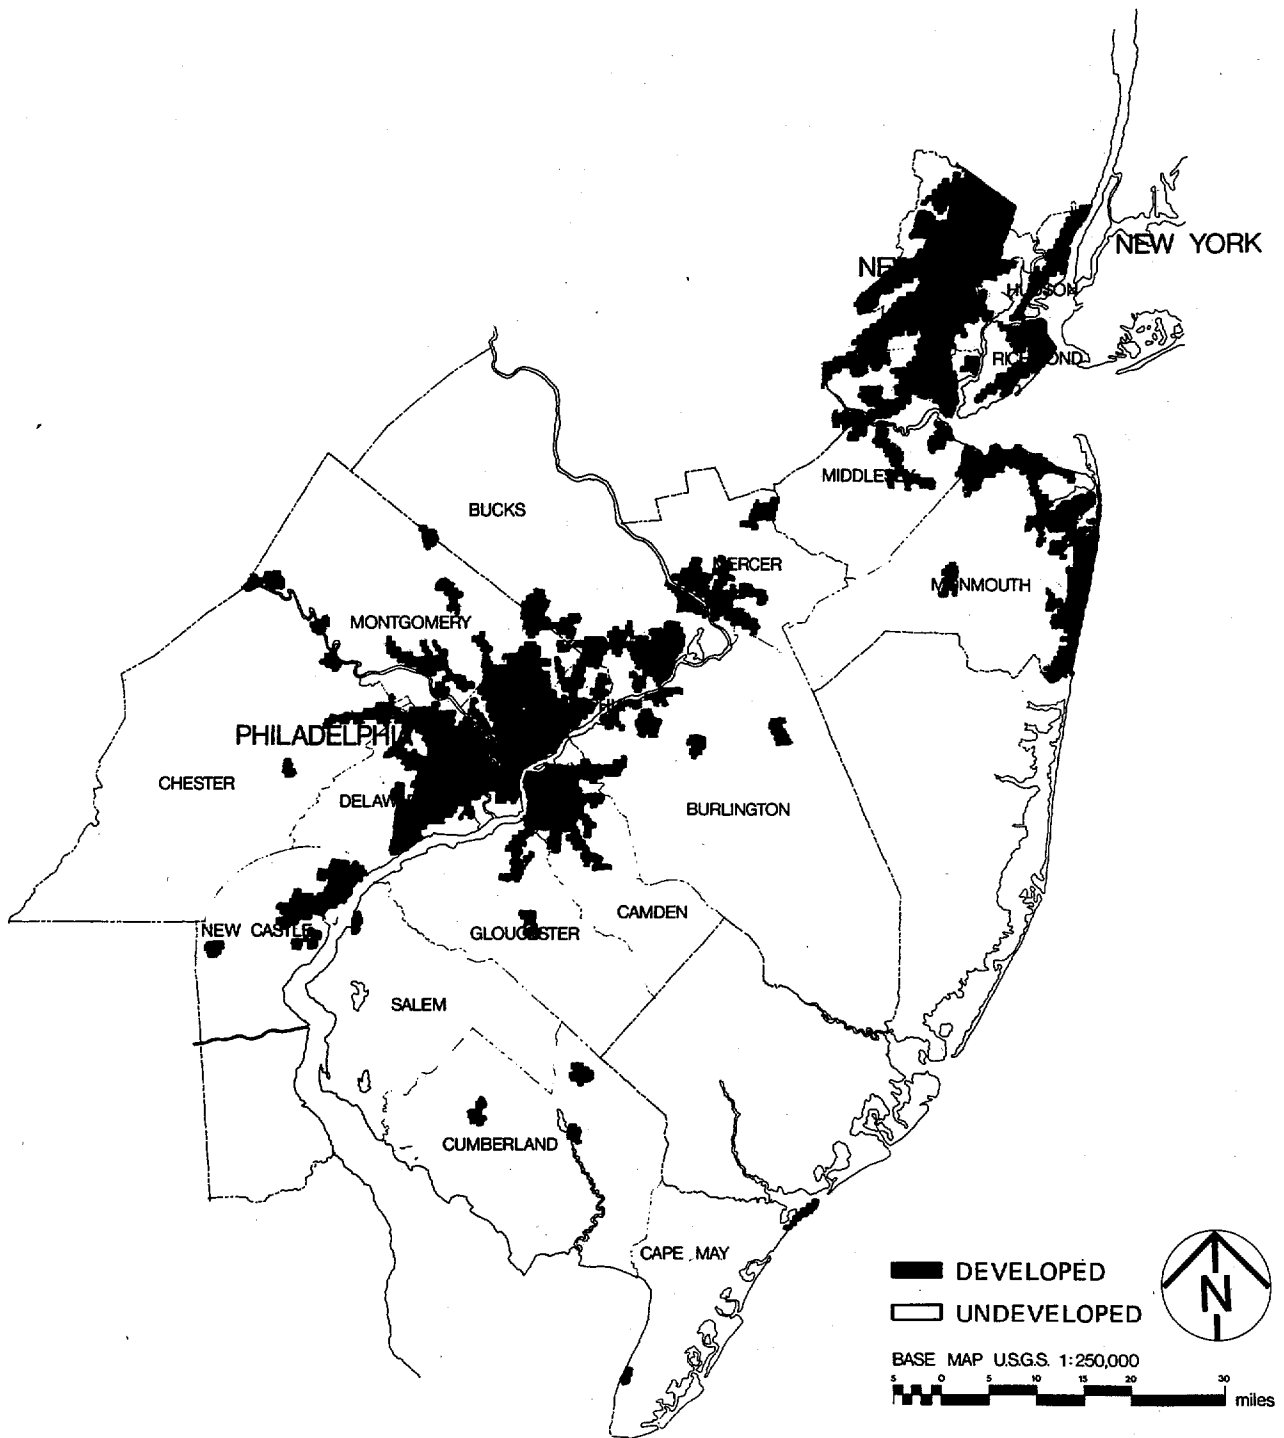 NEW YORK
NE
HUDSON
RICHMOND
MIDDLESEX
BUCKS
MERCER
MONMOUTH
MONTGOMERY
PHILADELPHIA
CHESTER
DELAW
BURLINGTON
CAMDEN
NEW CASTLE
GLOUCESTER
SALEM
CUMBERLAND
CAPE MAY
DEVELOPED
UNDEVELOPED
N
BASE MAP U.S.G.S. 1:250,000
5 0 5 10 15 20 30
miles